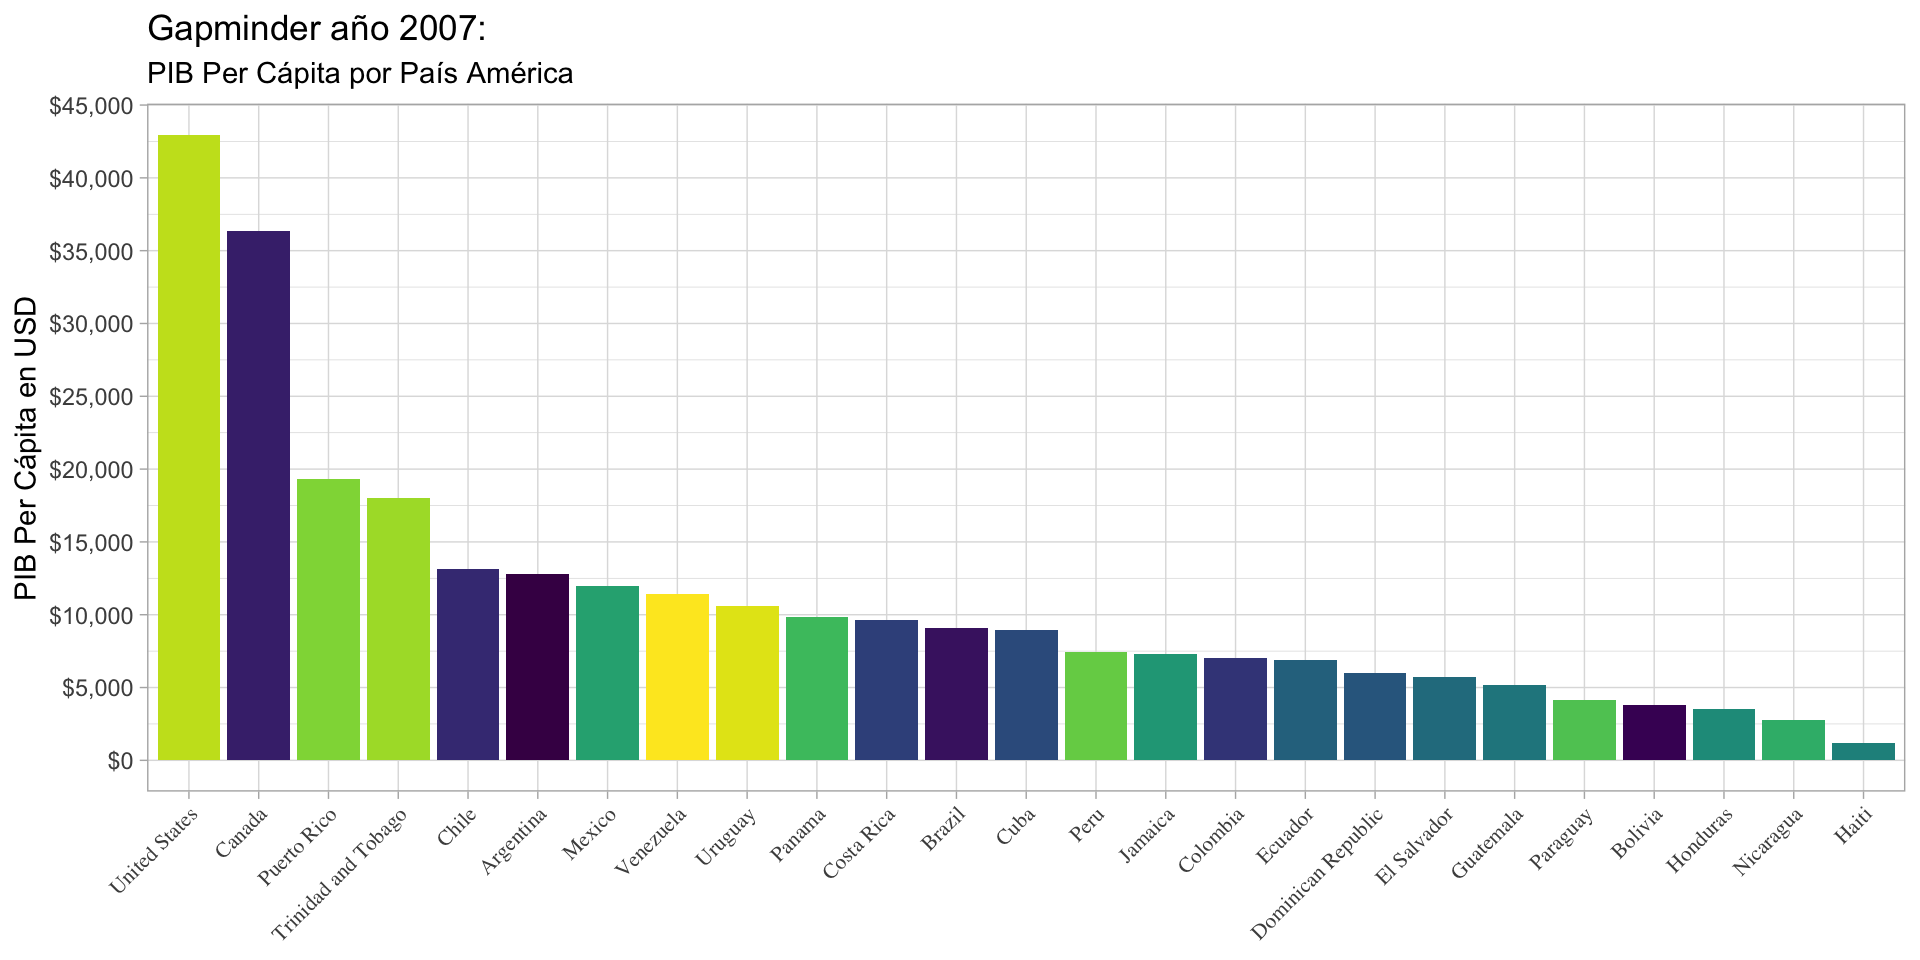 Gapminder año 2007:
PIB Per Cápita por País América
PIB Per Cápita en USD
$45,000
$40,000
$35,000
$30,000
$25,000
$20,000
$15,000
$10,000
$5,000
$0
United States
Canada
Puerto Rico
Trinidad and Tobago
Chile
Argentina
Mexico
Venezuela
Uruguay
Panama
Costa Rica
Brazil
Cuba
Peru
Jamaica
Colombia
Ecuador
Dominican Republic
El Salvador
Guatemala
Paraguay
Bolivia
Honduras
Nicaragua
Haiti